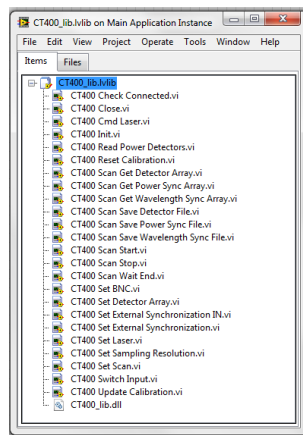 CT400_lib.lvlib on Main Application Instance
File Edit View Project Operate Tools Window Help
Items Files
CT400_lib.lvlib
CT400 Check Connected.vi
CT400 Close.vi
CT400 Cmd Laser.vi
CT400 Init.vi
CT400 Read Power Detectors.vi
CT400 Reset Calibration.vi
CT400 Scan Get Detector Array.vi
CT400 Scan Get Power Sync Array.vi
CT400 Scan Get Wavelength Sync Array.vi
CT400 Scan Save Detector File.vi
CT400 Scan Save Power Sync File.vi
CT400 Scan Save Wavelength Sync File.vi
CT400 Scan Start.vi
CT400 Scan Stop.vi
CT400 Scan Wait End.vi
CT400 Set BNC.vi
CT400 Set Detector Array.vi
CT400 Set External Synchronization IN.vi
CT400 Set External Synchronization.vi
CT400 Set Laser.vi
CT400 Set Sampling Resolution.vi
CT400 Set Scan.vi
CT400 Switch Input.vi
CT400 Update Calibration.vi
CT400_lib.dll